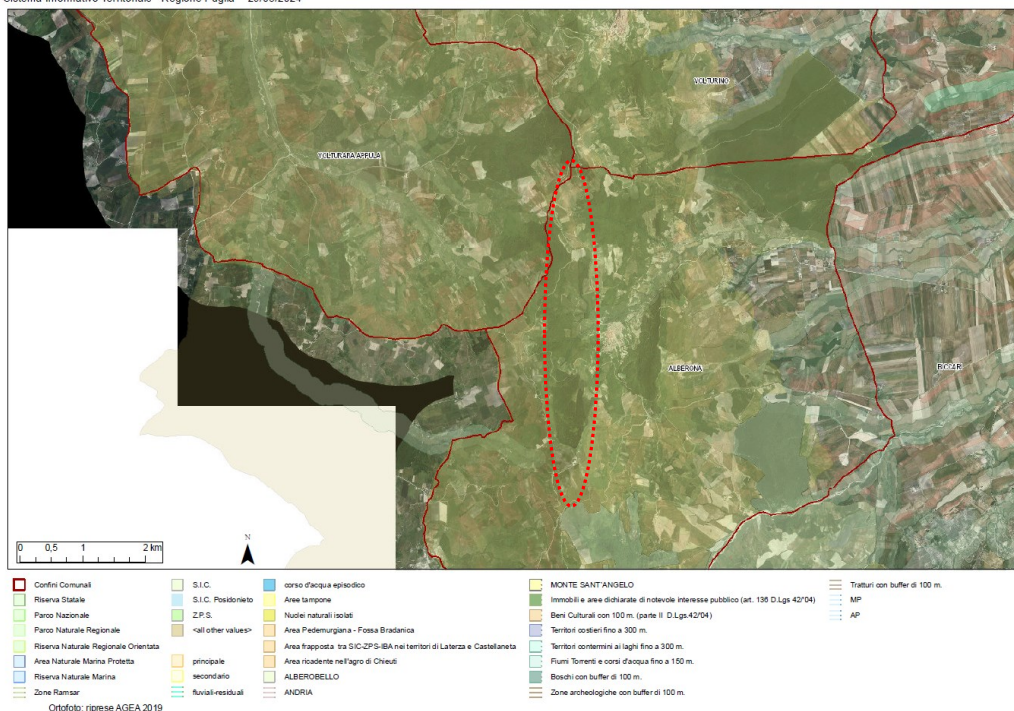 Sistema Informativo Territoriale - Regione Puglia
VOLTURINO
VOLTURARA APPULA
ALBERONA
BICCARI
0 0,5 1 2 km
N
Confini Comunali
Riserva Statale
Parco Nazionale
Parco Naturale Regionale
Riserva Naturale Regionale Orientata
Area Naturale Marina Protetta
Riserva Naturale Marina
Zone Ramsar
S.I.C.
S.I.C. Posidonieto
Z.P.S.
<all other values>
principale
secondario
fluviali-residuali
corso d'acqua episodico
Aree tampone
Nuclei naturali isolati
Area Pedemurgiana - Fossa Bradanica
Area frapposta tra SIC-ZPS-IBA nei territori di Laterza e Castellaneta
Area ricadente nell'agro di Chieuti
ALBEROBELLO
ANDRIA
MONTE SANT'ANGELO
Immobili e aree dichiarate di notevole interesse pubblico (art. 136 D.Lgs 42/'04)
Beni Culturali con 100 m. (parte II D.Lgs.42/'04)
Territori costieri fino a 300 m.
Territori contermini ai laghi fino a 300 m.
Fiumi Torrenti e corsi d'acqua fino a 150 m.
Boschi con buffer di 100 m.
Zone archeologiche con buffer di 100 m.
Tratturi con buffer di 100 m.
MP
AP
Ortofoto: riprese AGEA 2019